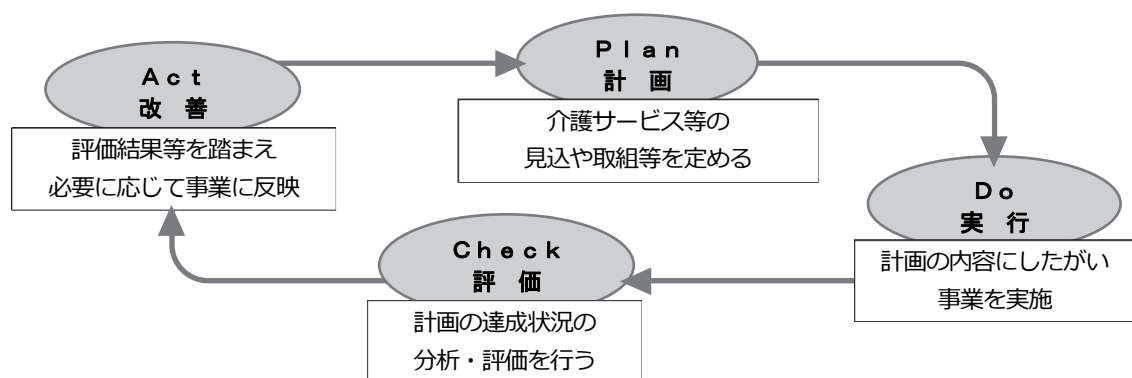 Ｐｌａｎ
計　画
介護サービス等の
見込や取組等を定める
Ｄｏ
実　行
計画の内容にしたがい
事業を実施
Ｃｈｅｃｋ
評　価
計画の達成状況の
分析・評価を行う
Ａｃｔ
改　善
評価結果等を踏まえ
必要に応じて事業に反映